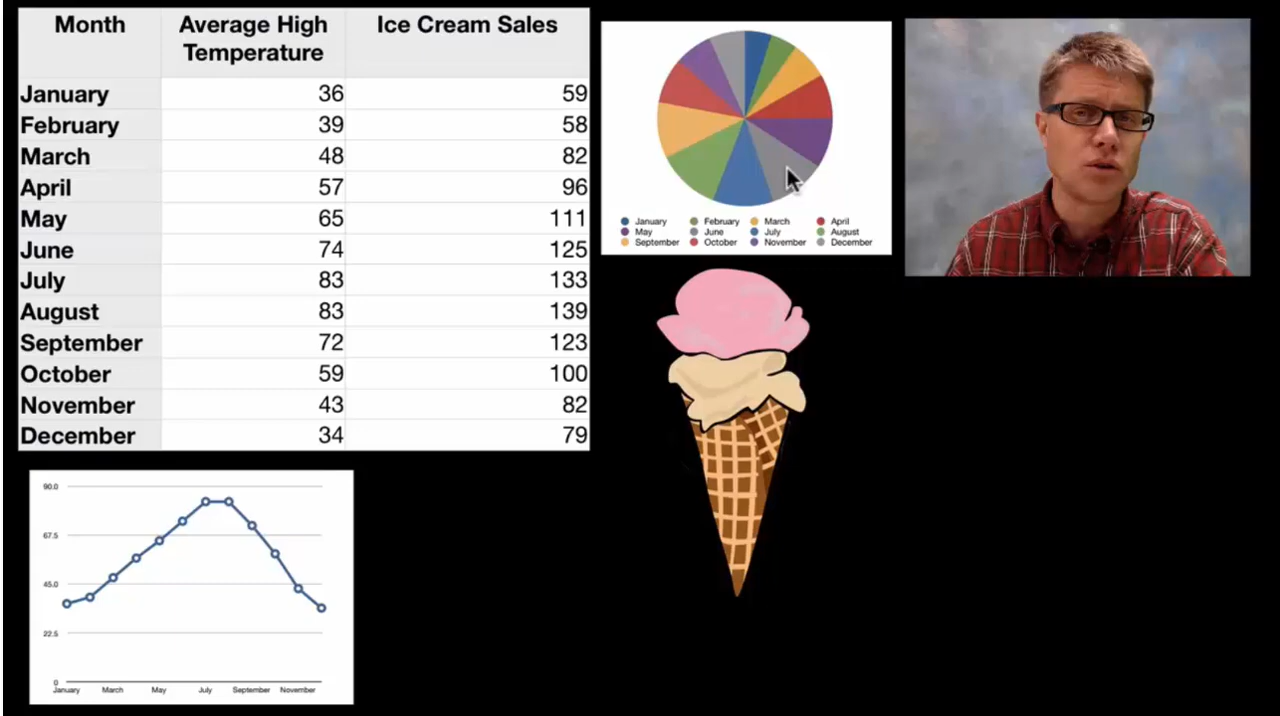 Month Average High Temperature Ice Cream Sales
January 36 59
February 39 58
March 48 82
April 57 96
May 65 111
June 74 125
July 83 133
August 83 139
September 72 123
October 59 100
November 43 82
December 34 79
January February March April
May June July August
September October November December
90.0
67.5
45.0
22.5
0
January March May July September November